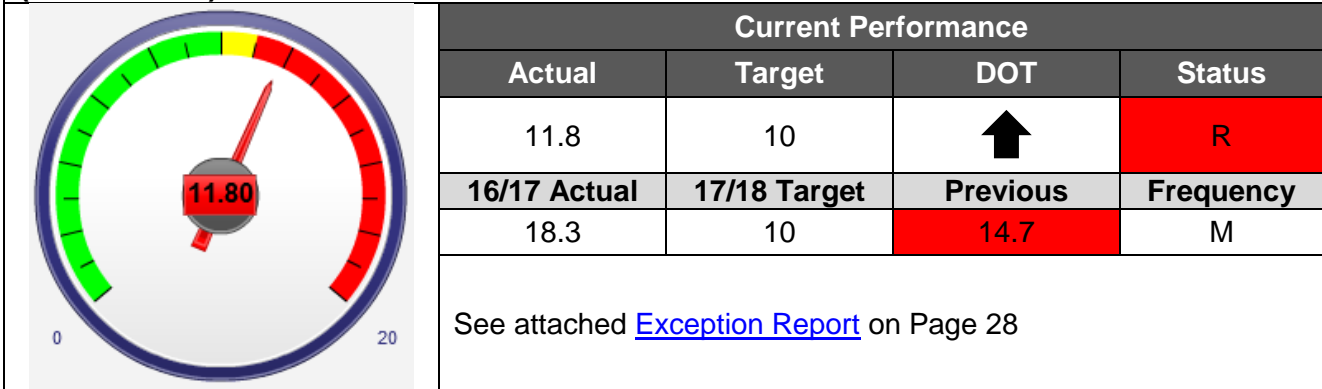 Current Performance
Actual Target DOT Status
11.8 10 R
16/17 Actual 17/18 Target Previous Frequency
18.3 10 14.7 M
See attached Exception Report on Page 28
11.80
0 20